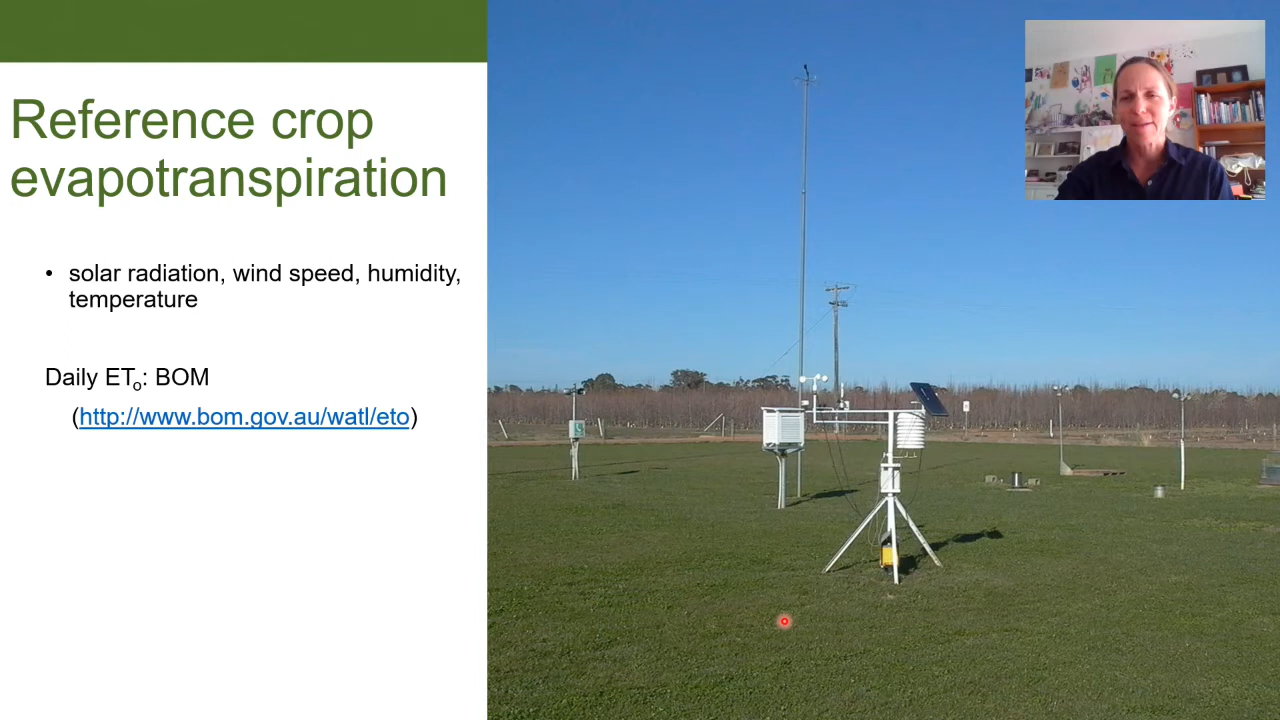 Reference crop
evapotranspiration
• solar radiation, wind speed, humidity,
temperature
Daily ETo: BOM
(http://www.bom.gov.au/watl/eto)